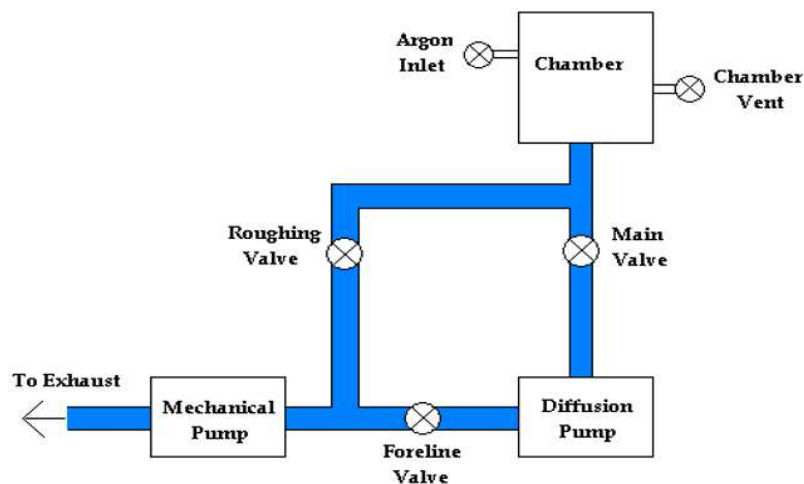 Argon
Inlet
Chamber
Chamber
Vent
Roughing
Valve
Main
Valve
To Exhaust
Mechanical
Pump
Diffusion
Pump
Foreline
Valve